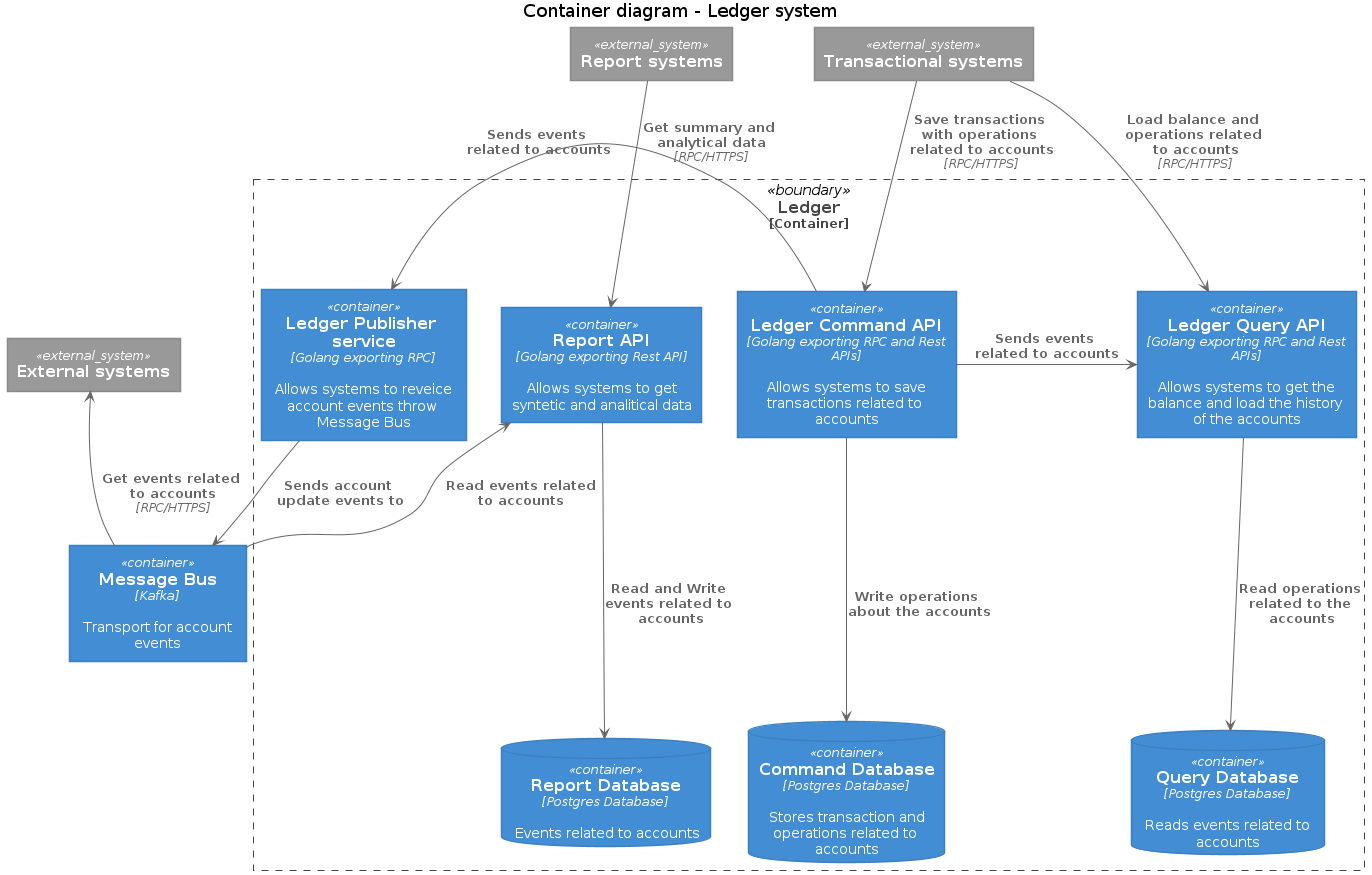 Container diagram - Ledger system
«external_system»
Report systems
«external_system»
Transactional systems
Sends events
related to accounts
Get summary and
analytical data
[RPC/HTTPS]
Save transactions
with operations
related to accounts
[RPC/HTTPS]
Load balance and
operations related
to accounts
[RPC/HTTPS]
«boundary»
Ledger
[Container]
«container»
Ledger Publisher
service
[Golang exporting RPC]
Allows systems to reveice
account events throw
Message Bus
«container»
Report API
[Golang exporting Rest API]
Allows systems to get
syntetic and analitical data
«container»
Ledger Command API
[Golang exporting RPC and Rest
APIs]
Allows systems to save
transactions related to
accounts
Sends events
related to accounts
«container»
Ledger Query API
[Golang exporting RPC and Rest
APIs]
Allows systems to get the
balance and load the history
of the accounts
«external_system»
External systems
Get events related
to accounts
[RPC/HTTPS]
Sends account
update events to
Read events related
to accounts
«container»
Message Bus
[Kafka]
Transport for account
events
Read and Write
events related to
accounts
Write operations
about the accounts
Read operations
related to the
accounts
«container»
Report Database
[Postgres Database]
Events related to accounts
«container»
Command Database
[Postgres Database]
Stores transaction and
operations related to
accounts
«container»
Query Database
[Postgres Database]
Reads events related to
accounts